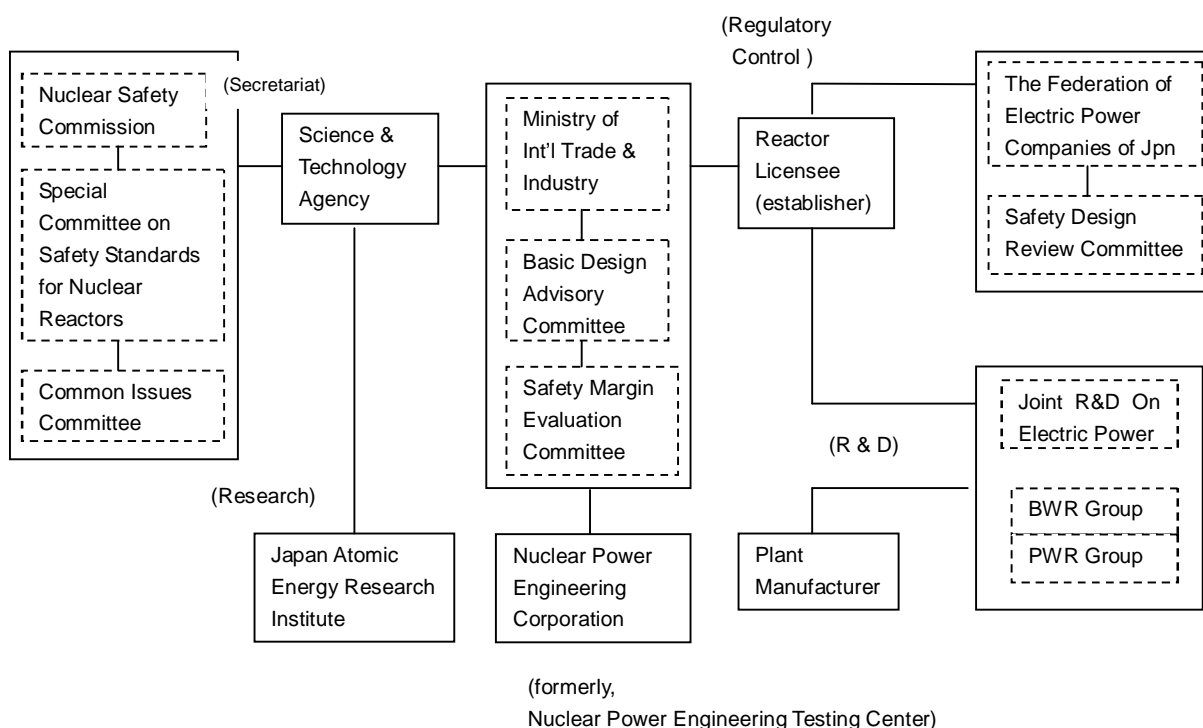 (Regulatory
Control )
Nuclear Safety
Commission
Special
Committee on
Safety Standards
for Nuclear
Reactors
Common Issues
Committee
(Secretariat)
Science &
Technology
Agency
Ministry of
Int'l Trade &
Industry
Basic Design
Advisory
Committee
Safety Margin
Evaluation
Committee
Reactor
Licensee
(establisher)
The Federation of
Electric Power
Companies of Jpn
Safety Design
Review Committee
Joint R&D On
Electric Power
BWR Group
PWR Group
(R & D)
(Research)
Japan Atomic
Energy Research
Institute
Nuclear Power
Engineering
Corporation
Plant
Manufacturer
(formerly,
Nuclear Power Engineering Testing Center)